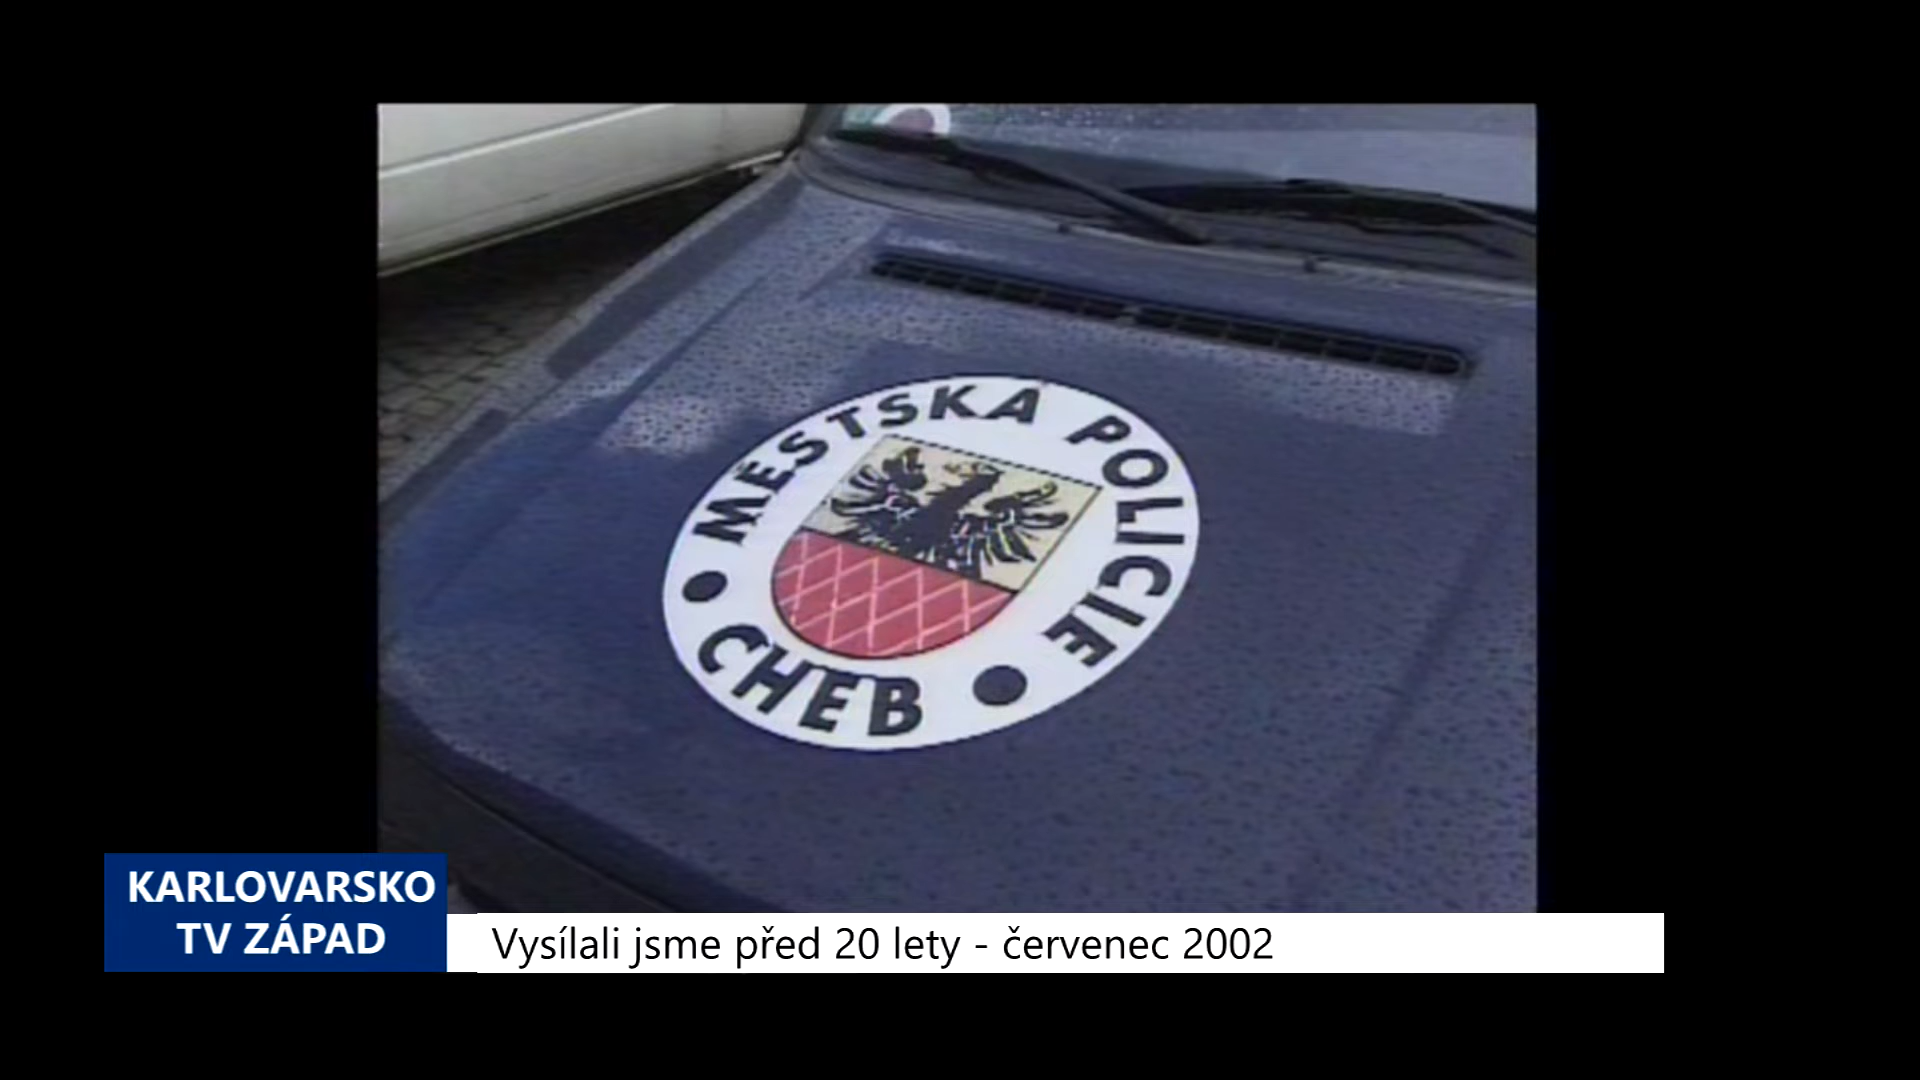 MĚSTSKÁ POLICIE
CHEB
KARLOVARSKO
TV ZÁPAD
Vysílali jsme před 20 lety - červenec 2002